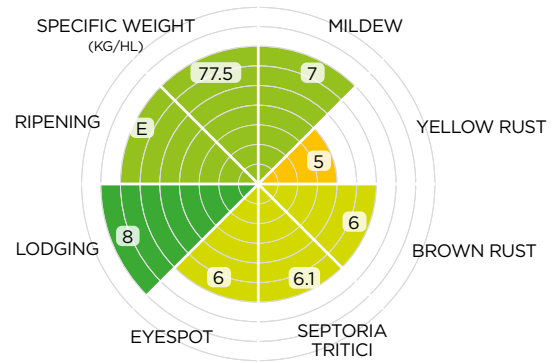 SPECIFIC WEIGHT
(KG/HL)
MILDEW
77.5
7
RIPENING
E
YELLOW RUST
5
LODGING
8
6
BROWN RUST
6
6.1
EYESPOT
SEPTORIA
TRITICI